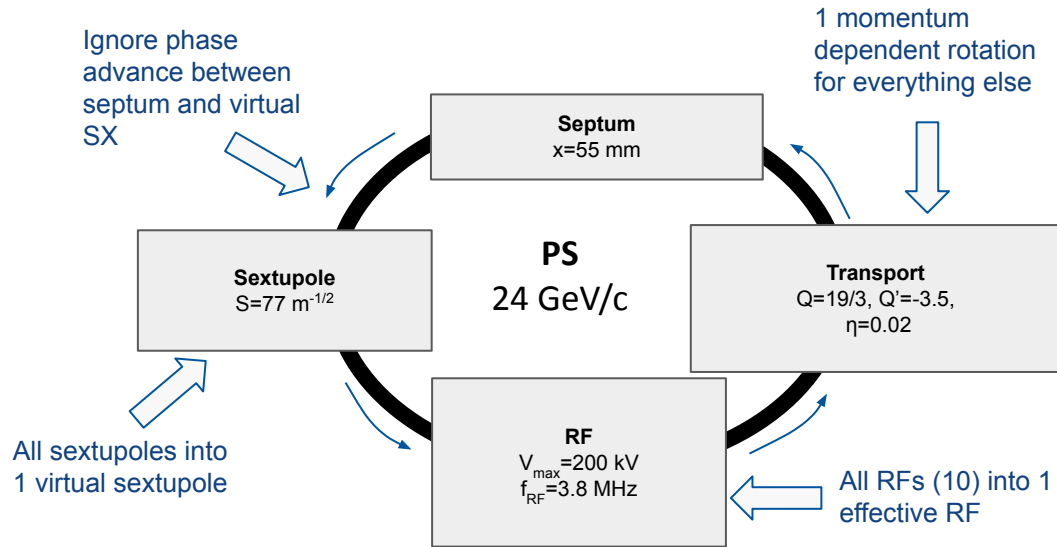 Ignore phase
advance between
septum and virtual
SX
1 momentum
dependent rotation
for everything else
Septum
x=55 mm
Sextupole
S=77 m-1/2
PS
24 GeV/c
Transport
Q=19/3, Q’=-3.5,
η=0.02
RF
Vmax=200 kV
fRF=3.8 MHz
All sextupoles into
1 virtual sextupole
All RFs (10) into 1
effective RF